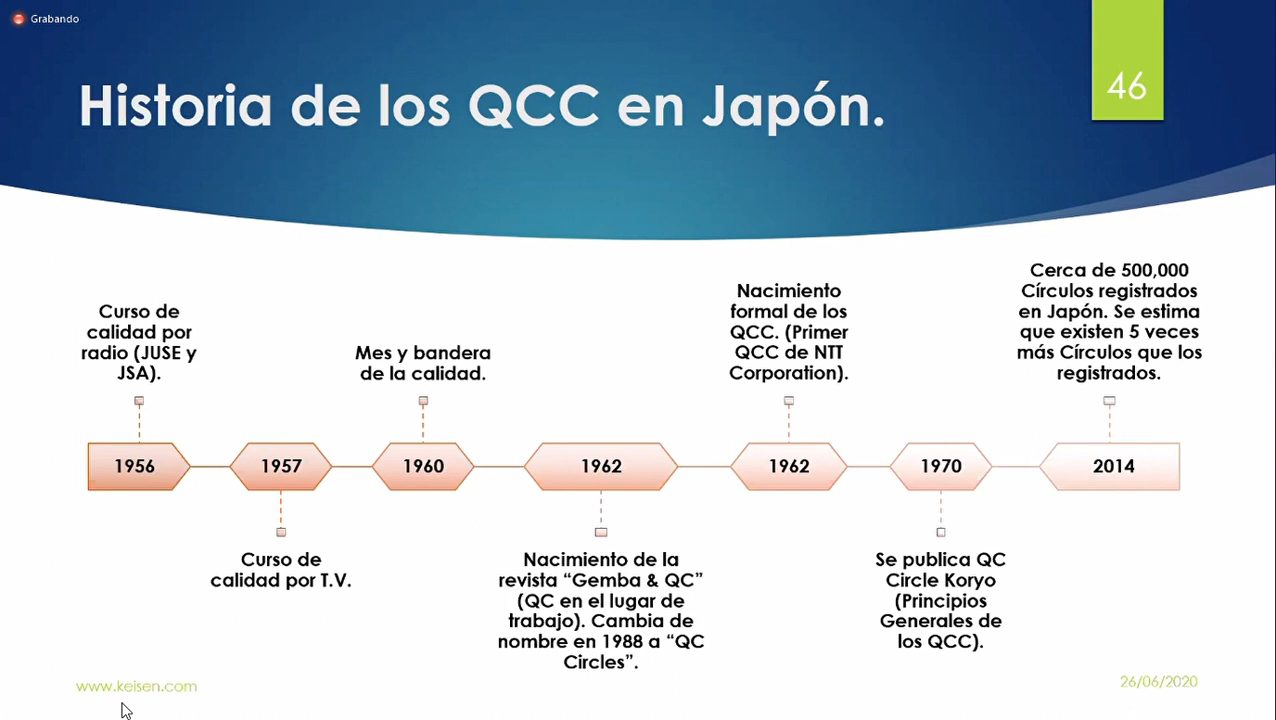 Grabando
46
Historia de los QCC en Japón.
Curso de
calidad por
radio (JUSE y
JSA).
Mes y bandera
de la calidad.
Nacimiento
formal de los
QCC. (Primer
QCC de NTT
Corporation).
Cerca de 500,000
Círculos registrados
en Japón. Se estima
que existen 5 veces
más Círculos que los
registrados.
1956
1957
1960
1962
1962
1970
2014
Curso de
calidad por T.V.
Nacimiento de la
revista “Gemba & QC”
(QC en el lugar de
trabajo). Cambia de
nombre en 1988 a “QC
Circles”.
Se publica QC
Circle Koryo
(Principios
Generales de
los QCC).
www.keisen.com
26/06/2020